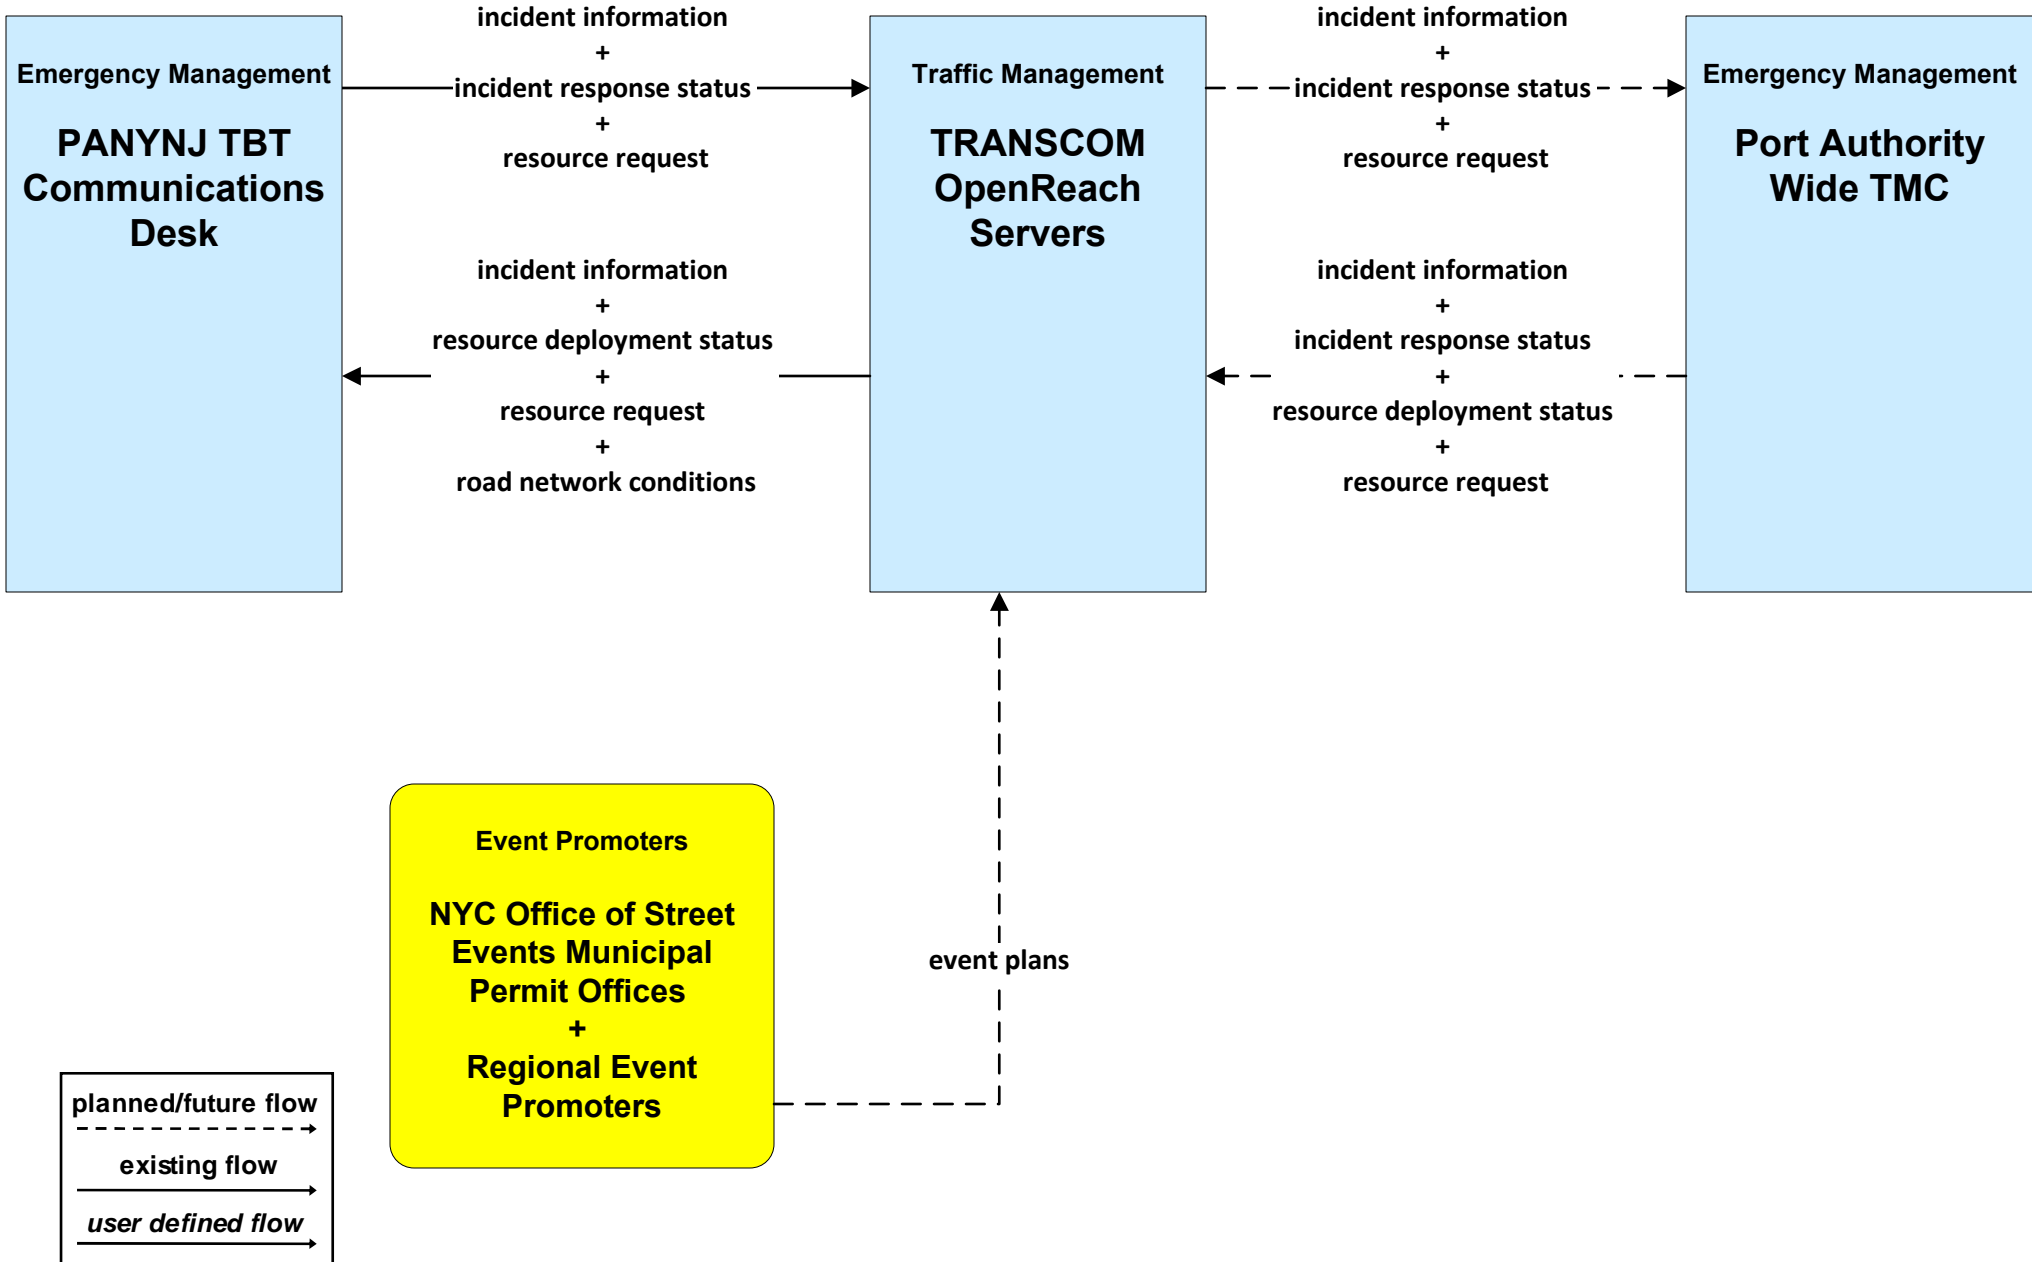 Emergency Management
PANYNJ TBT
Communications
Desk
incident information
+
incident response status
+
resource request
incident information
+
resource deployment status
+
resource request
+
road network conditions
Traffic Management
TRANSCOM
OpenReach
Servers
incident information
+
incident response status
+
resource request
incident information
+
incident response status
+
resource deployment status
+
resource request
Emergency Management
Port Authority
Wide TMC
Event Promoters
NYC Office of Street
Events Municipal
Permit Offices
+
Regional Event
Promoters
event plans
planned/future flow
existing flow
user defined flow